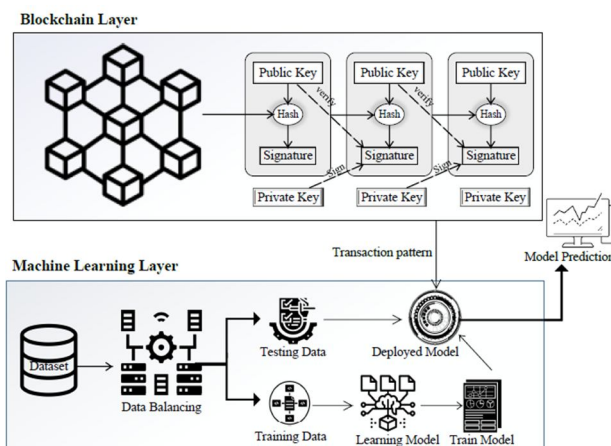 Blockchain Layer
Public Key
Public Key
Public Key
verify
verify
Hash
Hash
Hash
Signature
Signature
Signature
Sign
Sign
Private Key
Private Key
Private Key
Transaction pattern
Model Prediction
Machine Learning Layer
Dataset
Data Balancing
Testing Data
Deployed Model
Training Data
Learning Model
Train Model